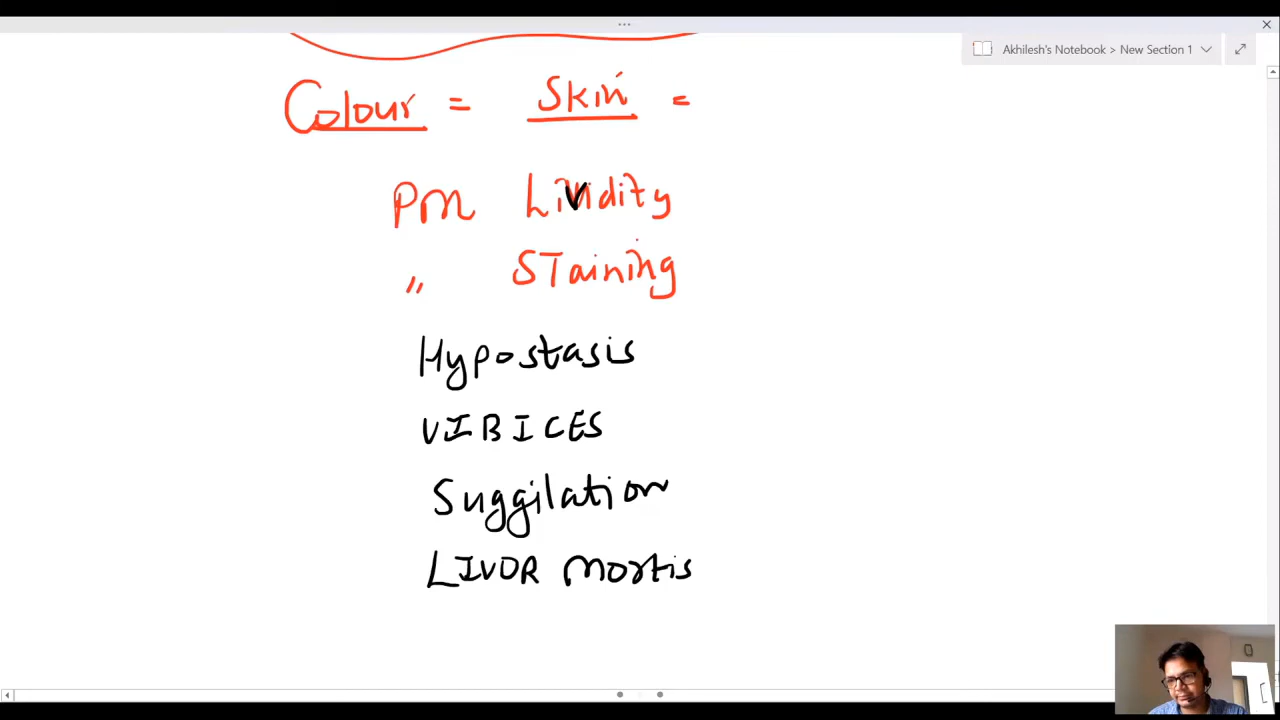 Akhilesh's Notebook > New Section 1
Colour = Skin =
PM Lividity
" STaining
Hypostasis
VIBICES
Suggilation
LIVOR mortis